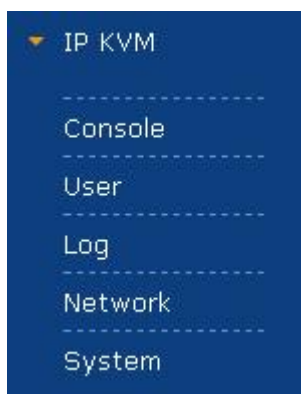 IP KVM
Console
User
Log
Network
System